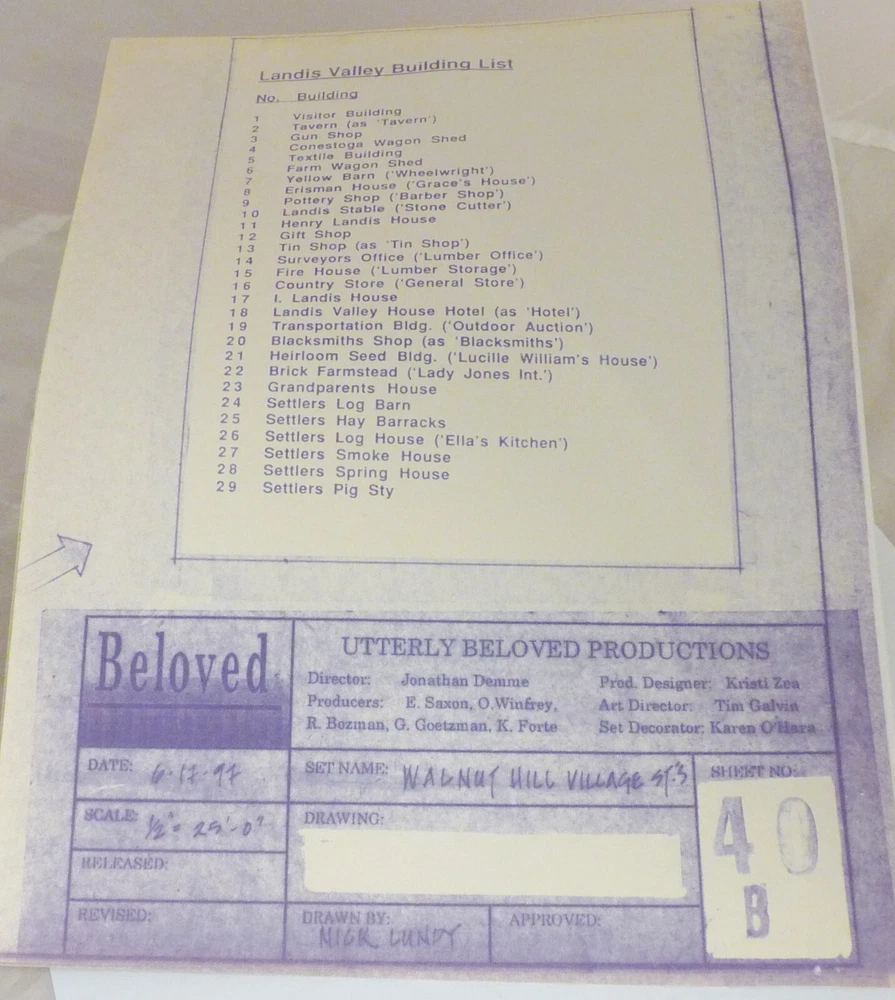 Landis Valley Building List
No. Building
1 Visitor Building
2 Tavern (as 'Tavern')
3 Gun Shop
4 Conestoga Wagon Shed
5 Textile Building
6 Farm Wagon Shed
7 Yellow Barn ('Wheelwright')
8 Erisman House ('Grace's House')
9 Pottery Shop ('Barber Shop')
10 Landis Stable ('Stone Cutter')
11 Henry Landis House
12 Gift Shop
13 Tin Shop (as 'Tin Shop')
14 Surveyors Office ('Lumber Office')
15 Fire House ('Lumber Storage')
16 Country Store ('General Store')
17 I. Landis House
18 Landis Valley House Hotel (as 'Hotel')
19 Transportation Bldg. ('Outdoor Auction')
20 Blacksmiths Shop (as 'Blacksmiths')
21 Heirloom Seed Bldg. ('Lucille William's House')
22 Brick Farmstead ('Lady Jones Int.')
23 Grandparents House
24 Settlers Log Barn
25 Settlers Hay Barracks
26 Settlers Log House ('Ella's Kitchen')
27 Settlers Smoke House
28 Settlers Spring House
29 Settlers Pig Sty
Beloved
UTTERLY BELOVED PRODUCTIONS
Director: Jonathan Demme Prod. Designer: Kristi Zea
Producers: E. Saxon, O.Winfrey, Art Director: Tim Galvin
R. Bozman, G. Goetzman, K. Forte Set Decorator: Karen O'Hara
DATE: 6-17-97
SET NAME: WALNUT HILL VILLAGE ST.'S
SHEET NO:
40
B
SCALE: 1/2" = 25'-0"
DRAWING:
RELEASED:
REVISED:
DRAWN BY: NICK LUNDY
APPROVED: